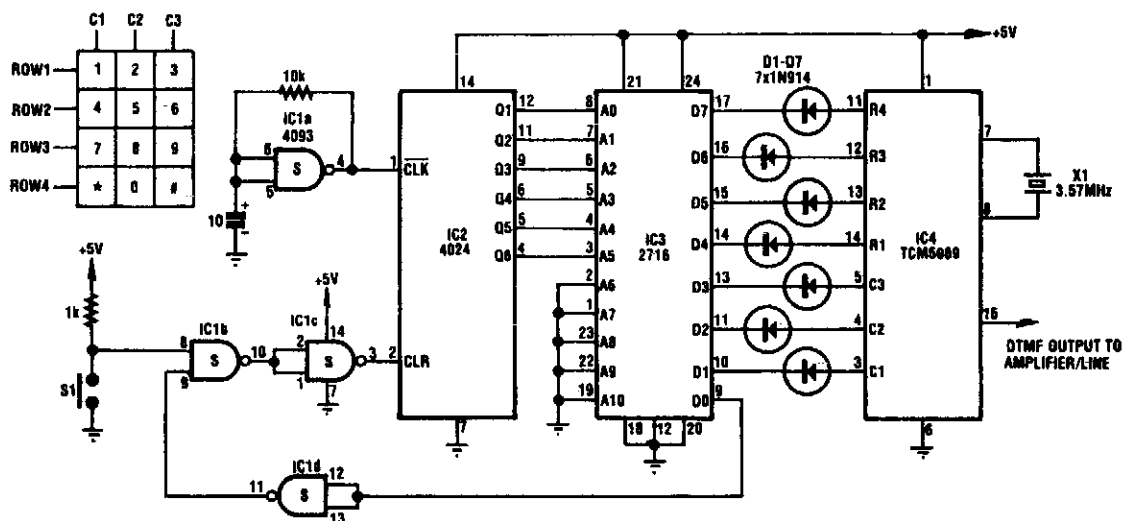 C1 C2 C3
ROW1 1 2 3
ROW2 4 5 6
ROW3 7 8 9
ROW4 * 0 #
10k
IC1a
4093
6
5
S
4
10
+
−
+5V
1k
S1
IC1b
8
9
S
10
IC1c
+5V
14
2
1
S
3
7
IC1d
11
S
12
13
14
1 CLK
2 CLR
IC2
4024
Q1 12
Q2 11
Q3 9
Q4 6
Q5 5
Q6 4
7
21 24
8 A0
7 A1
6 A2
5 A3
4 A4
3 A5
2 A6
1 A7
23 A8
22 A9
19 A10
IC3
2716
D7 17
D6 16
D5 15
D4 14
D3 13
D2 11
D1 10
D0 9
18 12 20
D1-D7
7x1N914
+5V
1
11 R4
12 R3
13 R2
14 R1
5 C3
4 C2
3 C1
IC4
TCM5089
7
8
X1
3.57MHz
16
DTMF OUTPUT TO
AMPLIFIER/LINE
6